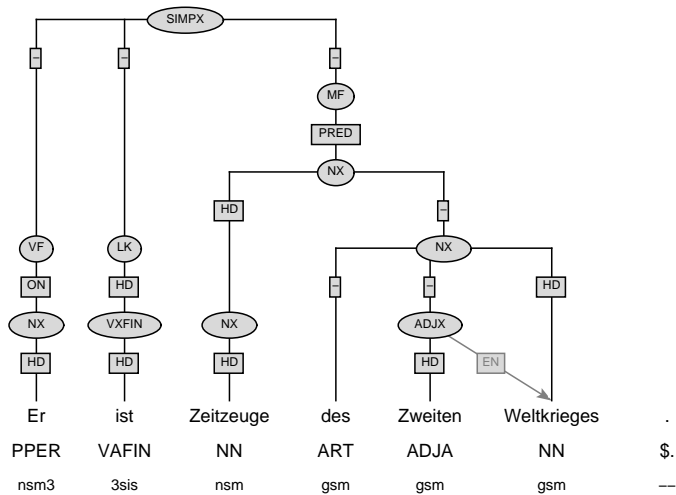 SIMPX
– – –
MF
PRED
NX
HD –
VF LK NX
ON HD – – HD
NX VXFIN NX ADJX
HD HD HD HD EN
Er ist Zeitzeuge des Zweiten Weltkrieges .
PPER VAFIN NN ART ADJA NN $.
nsm3 3sis nsm gsm gsm gsm ––